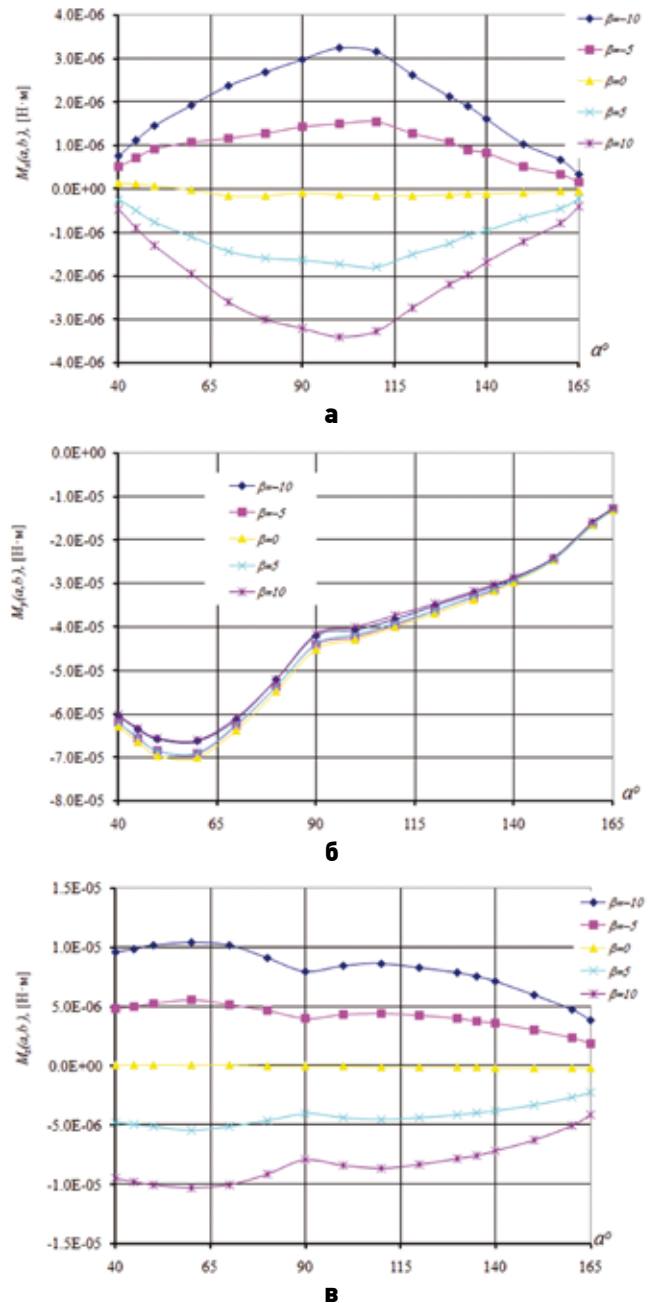 4.0E-06
3.0E-06
2.0E-06
1.0E-06
0.0E+00
-1.0E-06
-2.0E-06
-3.0E-06
-4.0E-06
Mx(a,b), [Н·м]
β=-10
β=-5
β=0
β=5
β=10
40 65 90 115 140 165
α°
а
0.0E+00
-1.0E-05
-2.0E-05
-3.0E-05
-4.0E-05
-5.0E-05
-6.0E-05
-7.0E-05
-8.0E-05
My(a,b), [Н·м]
β=-10
β=-5
β=0
β=5
β=10
40 65 90 115 140 165
α°
б
1.5E-05
1.0E-05
5.0E-06
0.0E+00
-5.0E-06
-1.0E-05
-1.5E-05
Mz(a,b), [Н·м]
β=-10
β=-5
β=0
β=5
β=10
40 65 90 115 140 165
α°
в